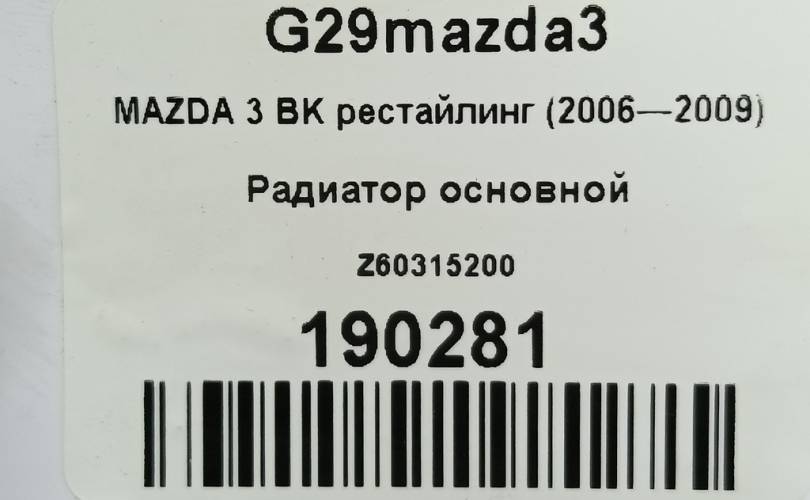 G29mazda3
MAZDA 3 BK рестайлинг (2006—2009)
Радиатор основной
Z60315200
190281